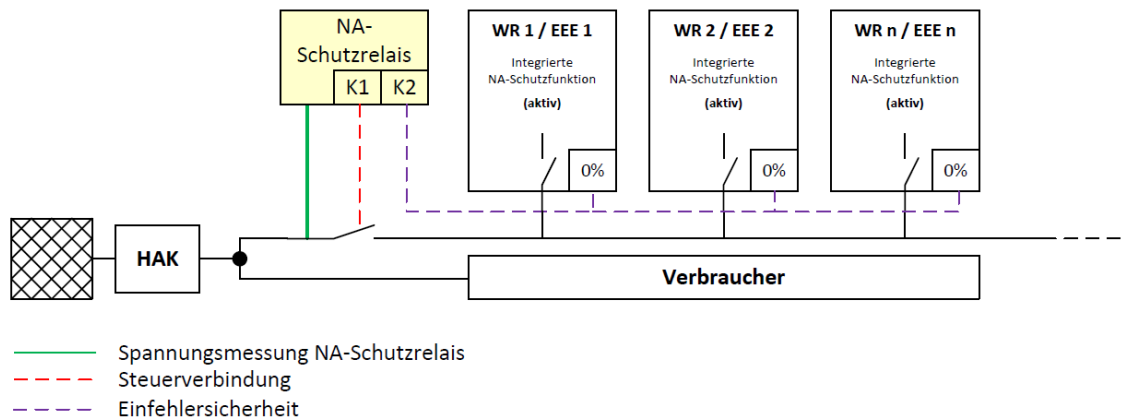 NA-
Schutzrelais
K1
K2
WR 1 / EEE 1
Integrierte
NA-Schutzfunktion
(aktiv)
0%
WR 2 / EEE 2
Integrierte
NA-Schutzfunktion
(aktiv)
0%
WR n / EEE n
Integrierte
NA-Schutzfunktion
(aktiv)
0%
HAK
Verbraucher
Spannungsmessung NA-Schutzrelais
Steuerverbindung
Einfehlersicherheit